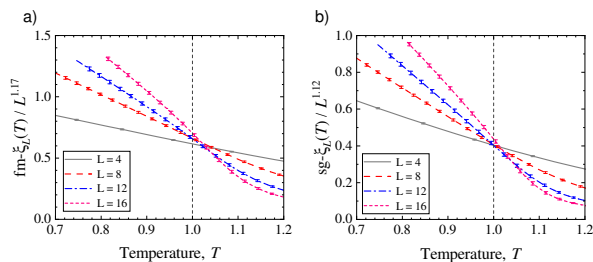 a)
fm-ξL(T) / L^1.17
1.5
1.0
0.5
0.0
L = 4
L = 8
L = 12
L = 16
0.7 0.8 0.9 1.0 1.1 1.2
Temperature, T
b)
sg-ξL(T) / L^1.12
1.0
0.8
0.6
0.4
0.2
0.0
L = 4
L = 8
L = 12
L = 16
0.7 0.8 0.9 1.0 1.1 1.2
Temperature, T